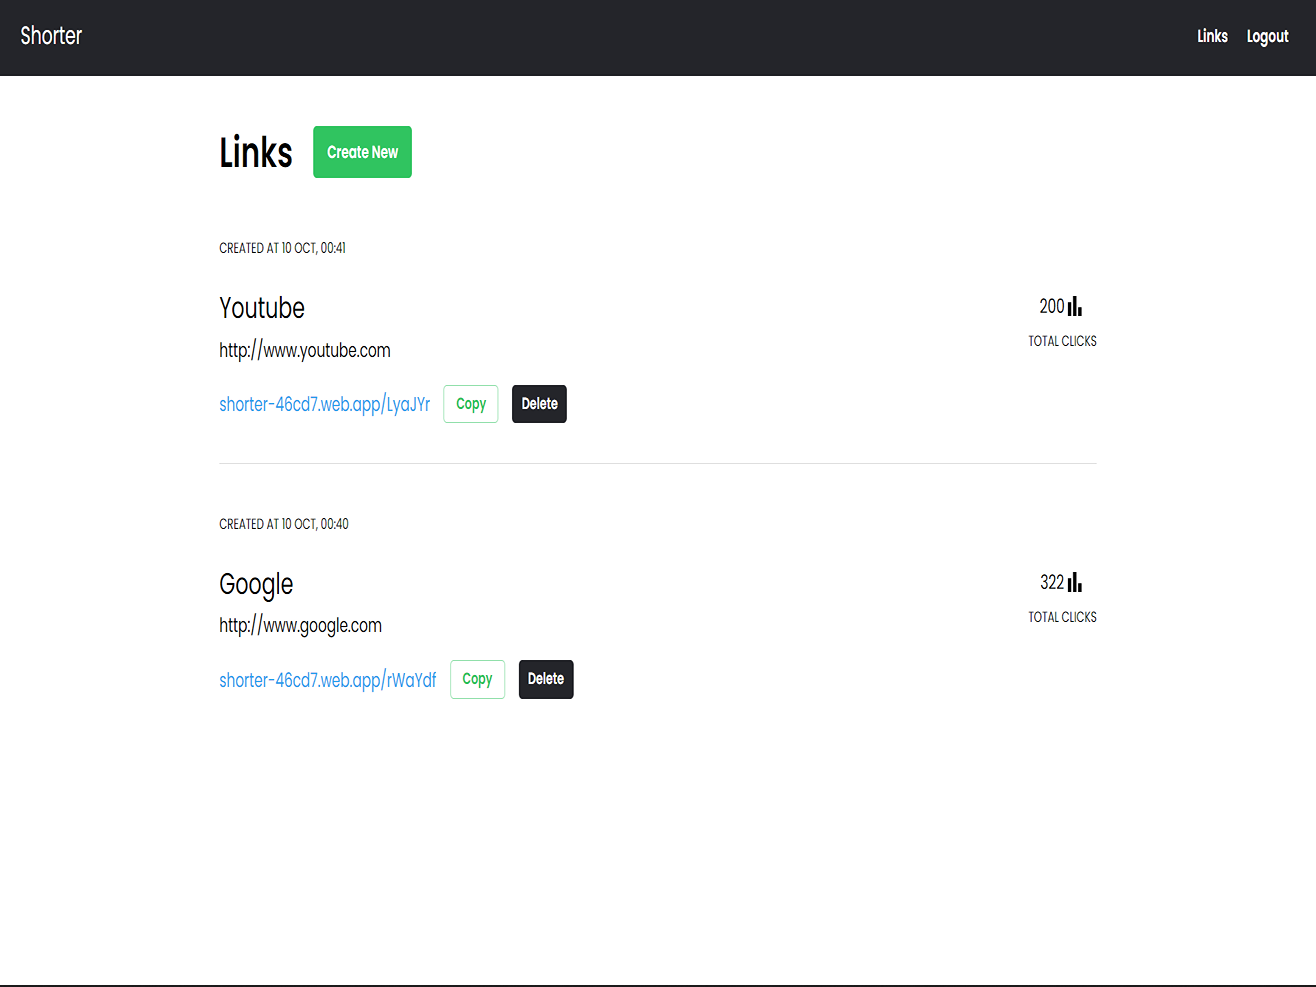 Shorter Links Logout
Links Create New
CREATED AT 10 OCT, 00:41
Youtube 200
http://www.youtube.com TOTAL CLICKS
shorter-46cd7.web.app/LyaJYr Copy Delete
CREATED AT 10 OCT, 00:40
Google 322
http://www.google.com TOTAL CLICKS
shorter-46cd7.web.app/rWaYdf Copy Delete